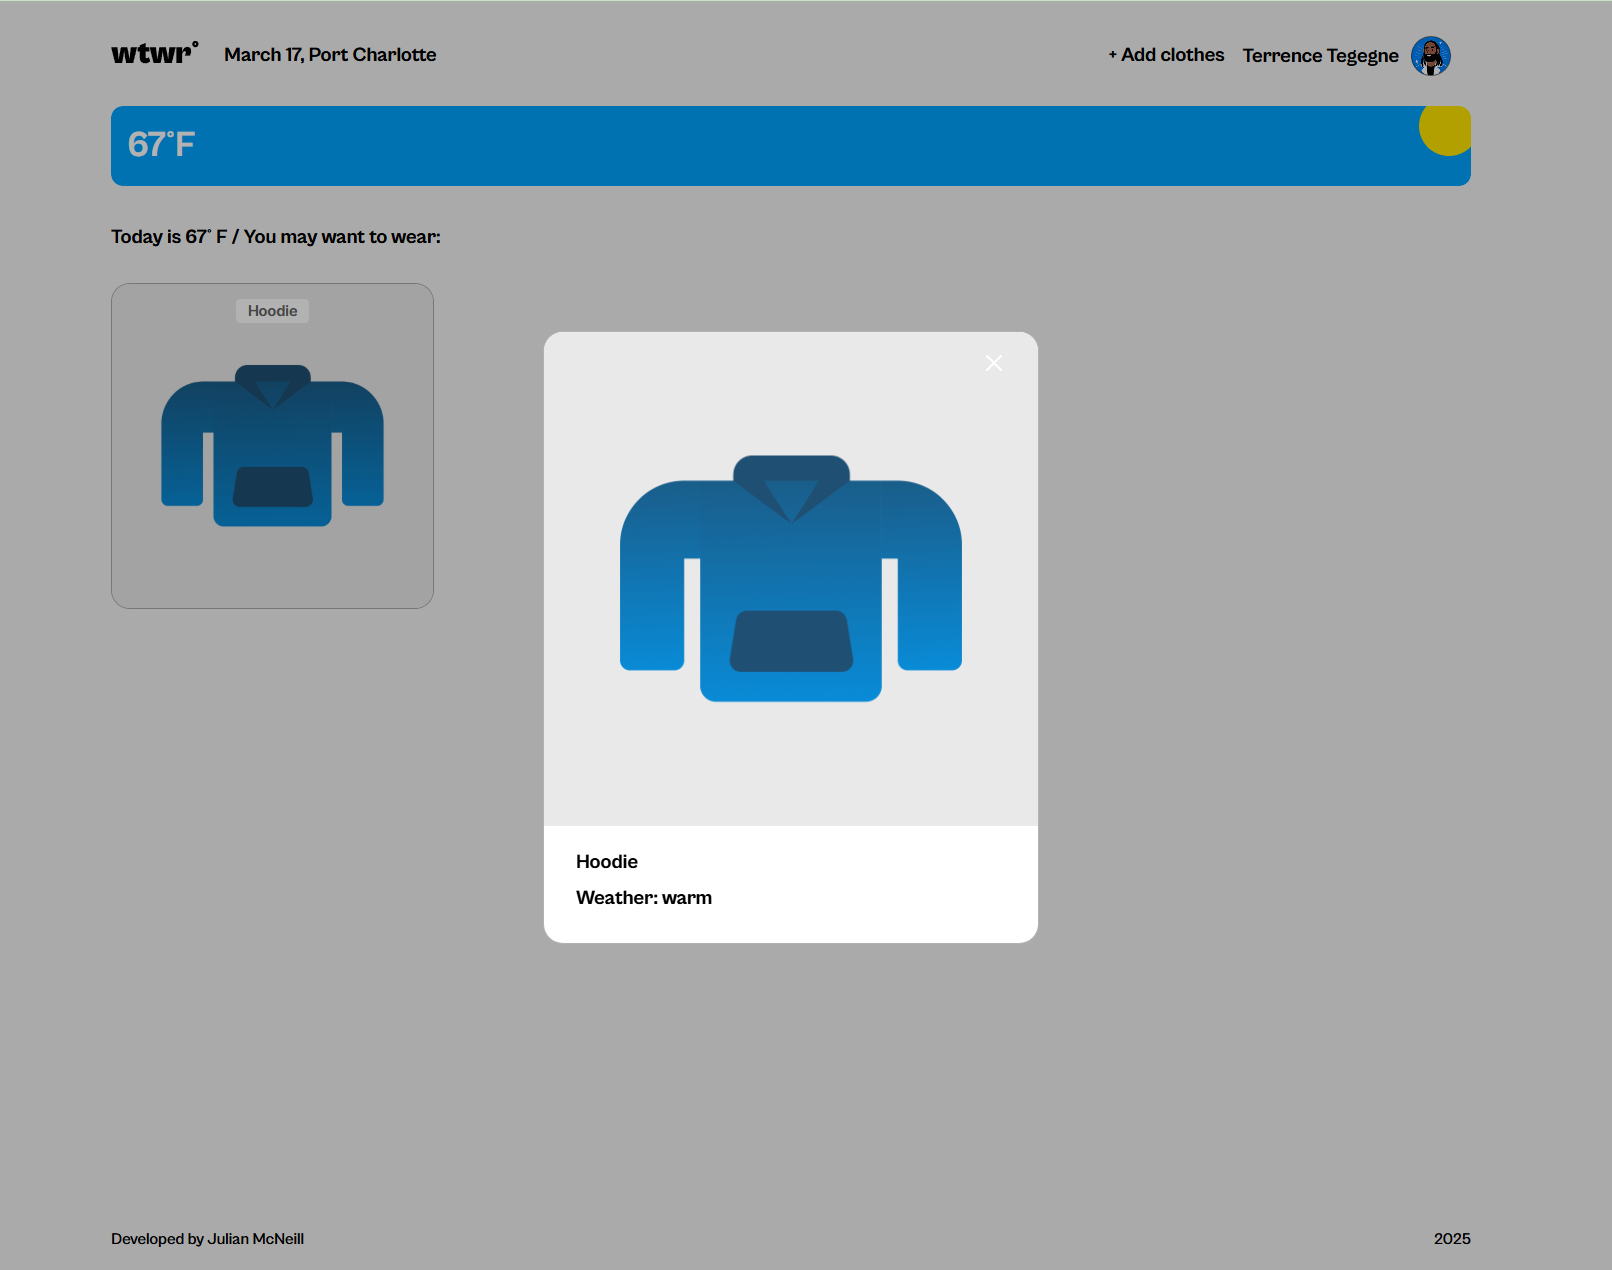 wtwr°
March 17, Port Charlotte
+ Add clothes
Terrence Tegegne
67°F
Today is 67° F / You may want to wear:
Hoodie
Hoodie
Weather: warm
Developed by Julian McNeill
2025